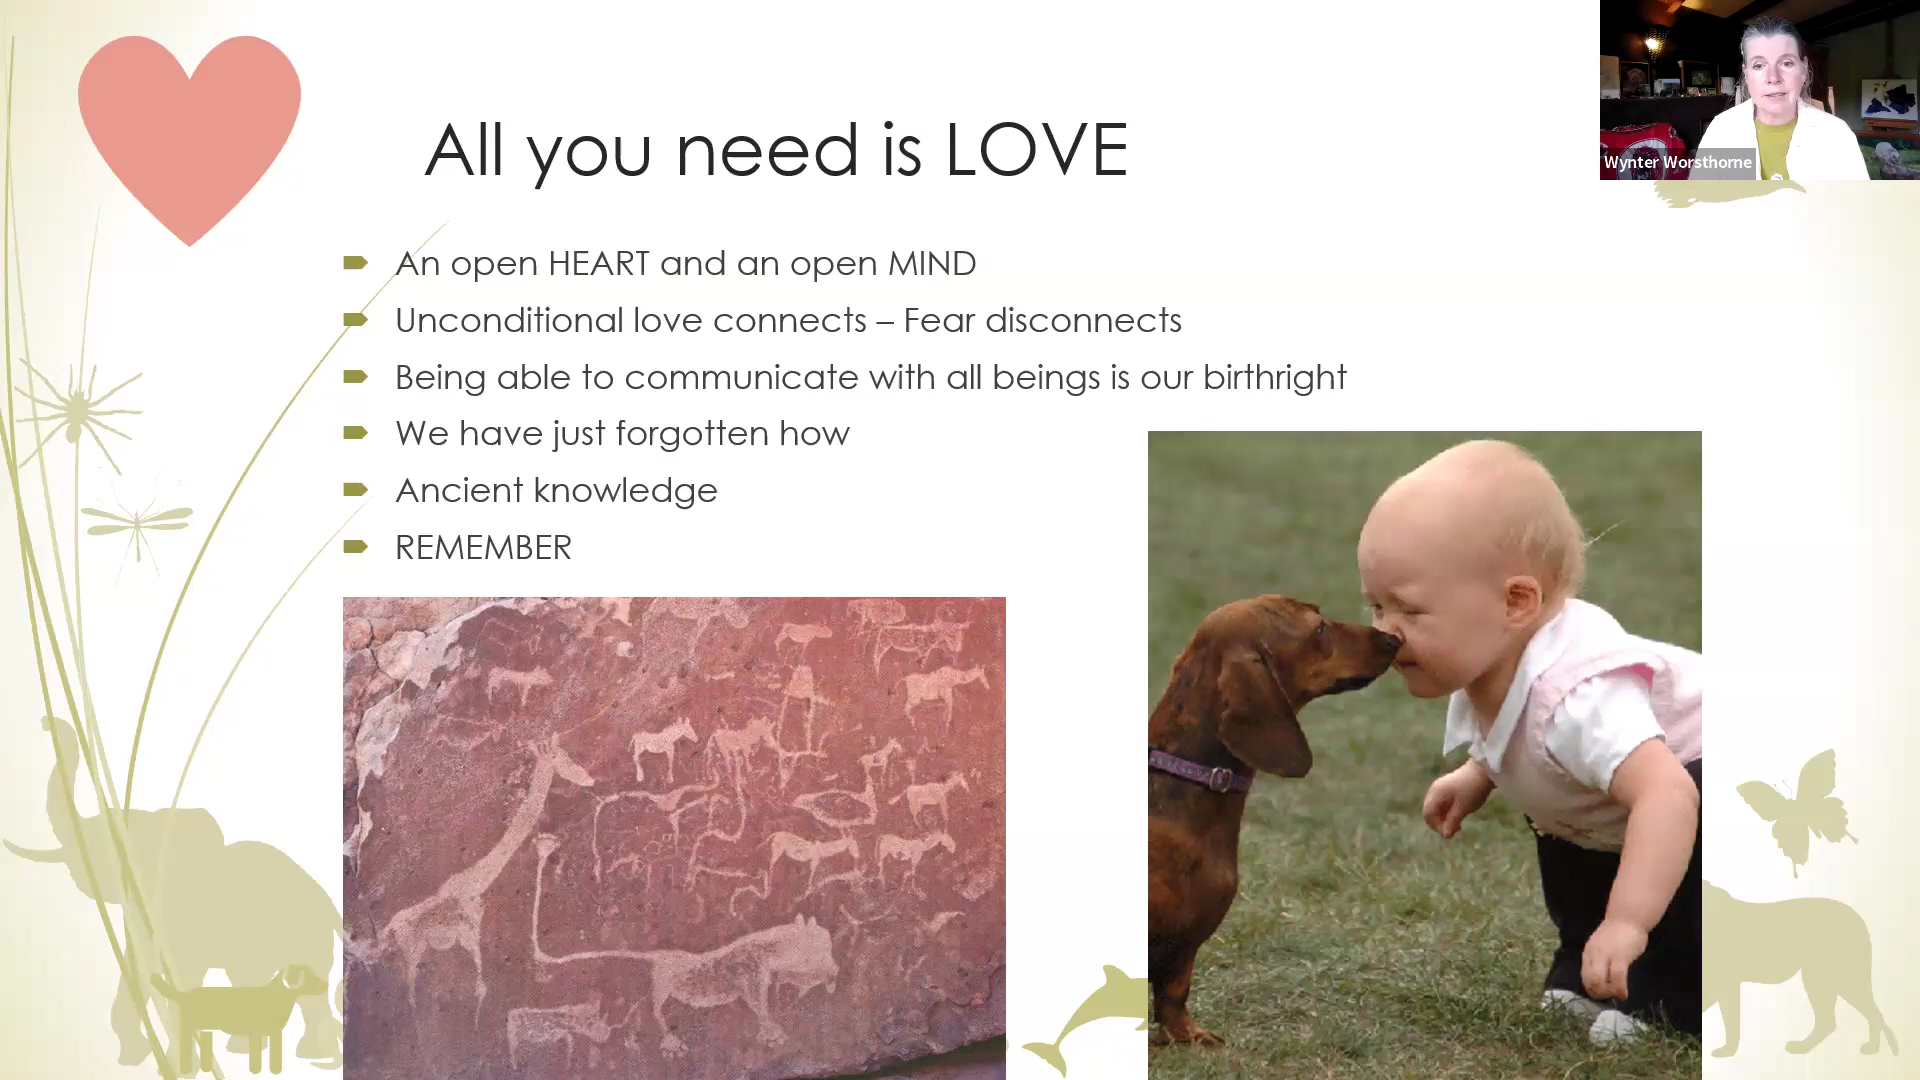 All you need is LOVE
An open HEART and an open MIND
Unconditional love connects – Fear disconnects
Being able to communicate with all beings is our birthright
We have just forgotten how
Ancient knowledge
REMEMBER
Wynter Worsthorne